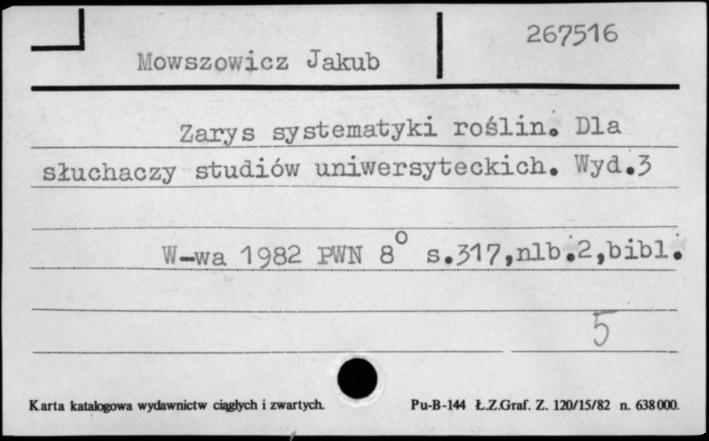 267516
Mowszowicz Jakub
Zarys systematyki roślin. Dla
słuchaczy studiów uniwersyteckich. Wyd.3
W-wa 1982 PWN 8° s.317,nlb.2,bibl.
5
Karta katalogowa wydawnictw ciągłych i zwartych. Pu-B-144 Ł.Z.Graf. Z. 120/15/82 n. 638000.